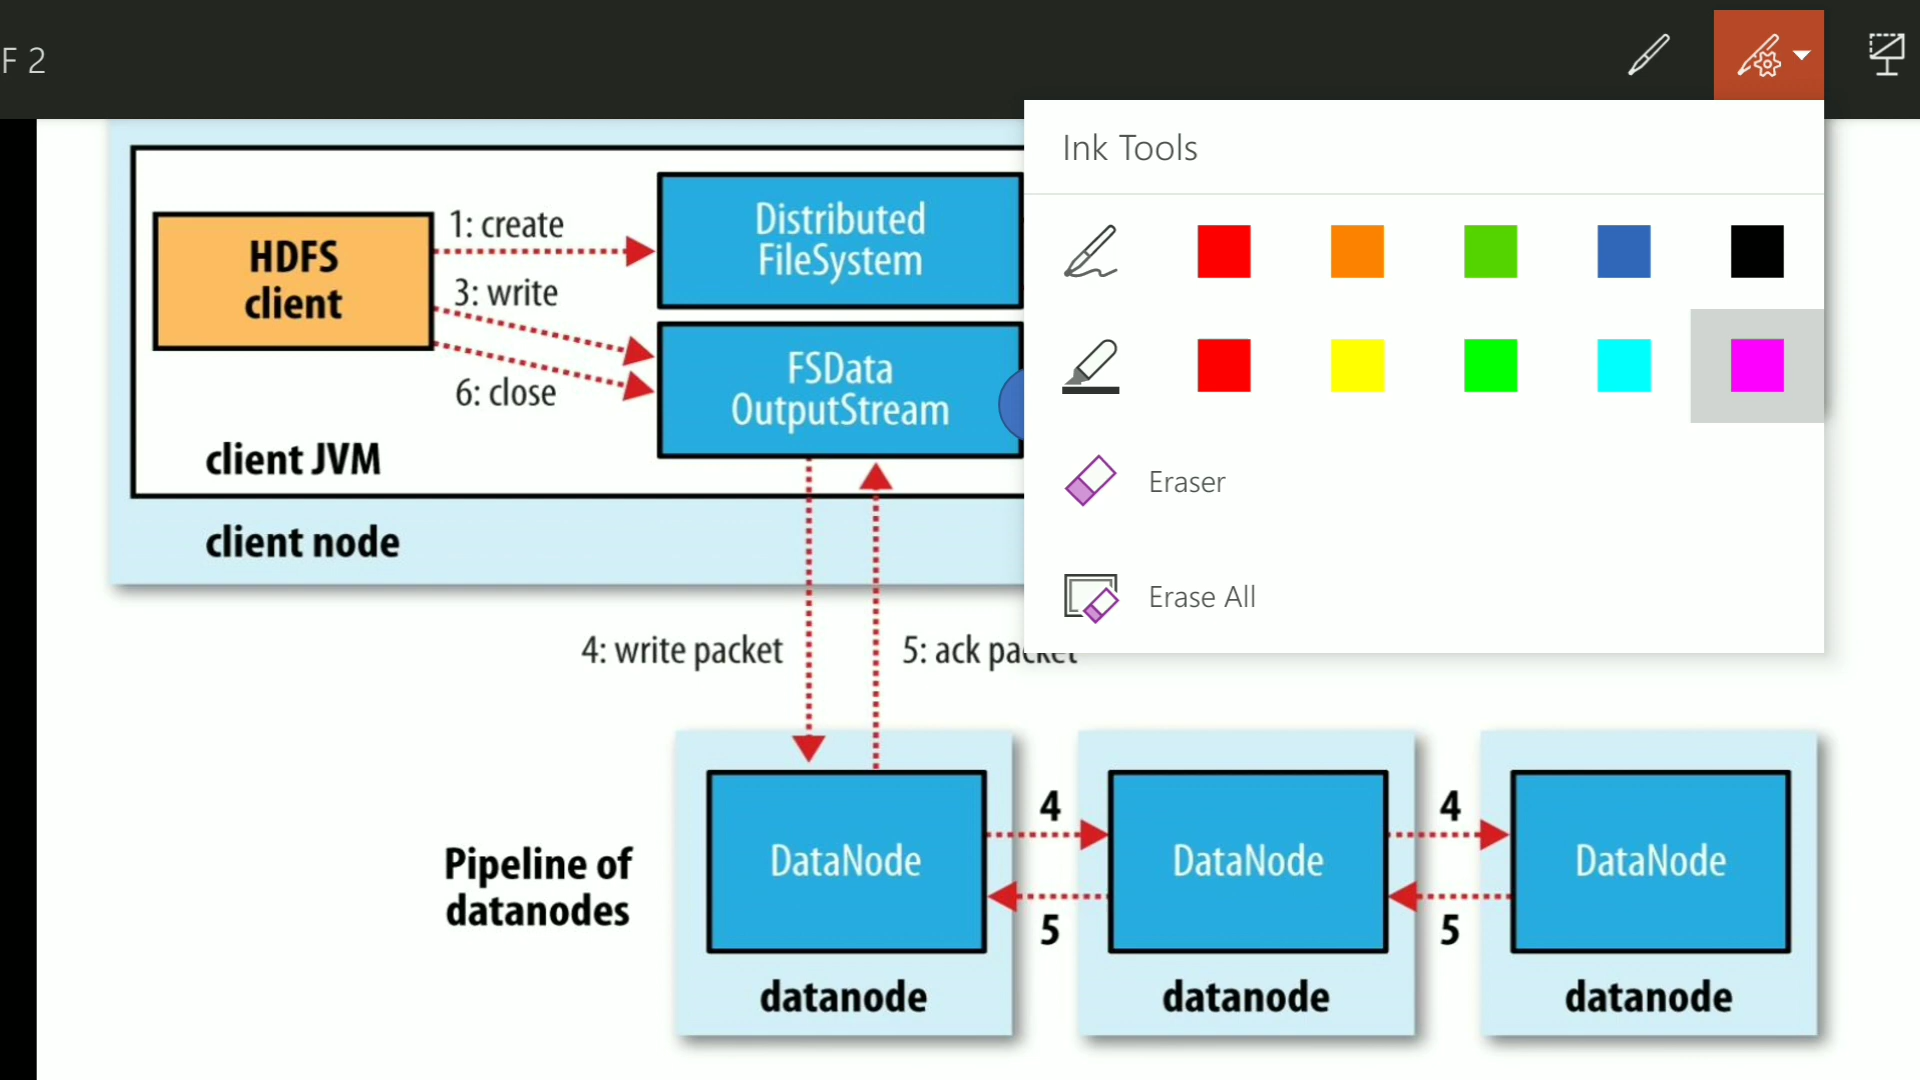 F 2
Ink Tools
1: create
Distributed
FileSystem
HDFS
client
3: write
FSData
OutputStream
6: close
client JVM
Eraser
client node
Erase All
4: write packet
5: ack packet
4
4
DataNode
DataNode
DataNode
Pipeline of
datanodes
5
5
datanode
datanode
datanode